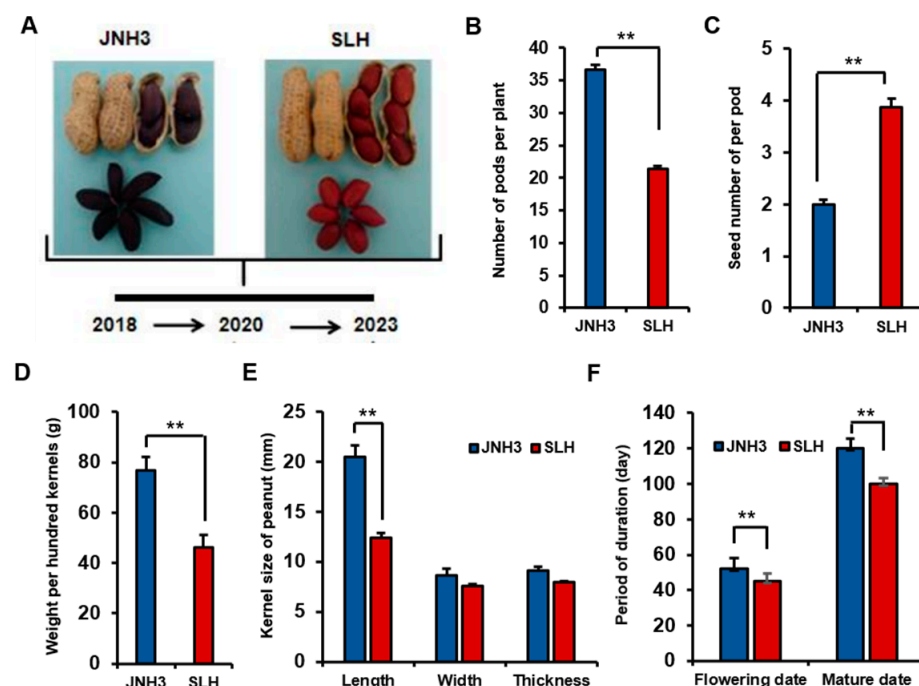 A
JNH3
SLH
2018 → 2020 → 2023
B
Number of pods per plant
40
35
30
25
20
15
10
5
0
**
JNH3
SLH
C
Seed number of per pod
5
4
3
2
1
0
**
JNH3
SLH
D
Weight per hundred kernels (g)
100
80
60
40
20
0
**
JNH3
SLH
E
Kernel size of peanut (mm)
25
20
15
10
5
0
**
JNH3
SLH
Length
Width
Thickness
F
Period of duration (day)
140
120
100
80
60
40
20
0
JNH3
SLH
**
**
Flowering date
Mature date